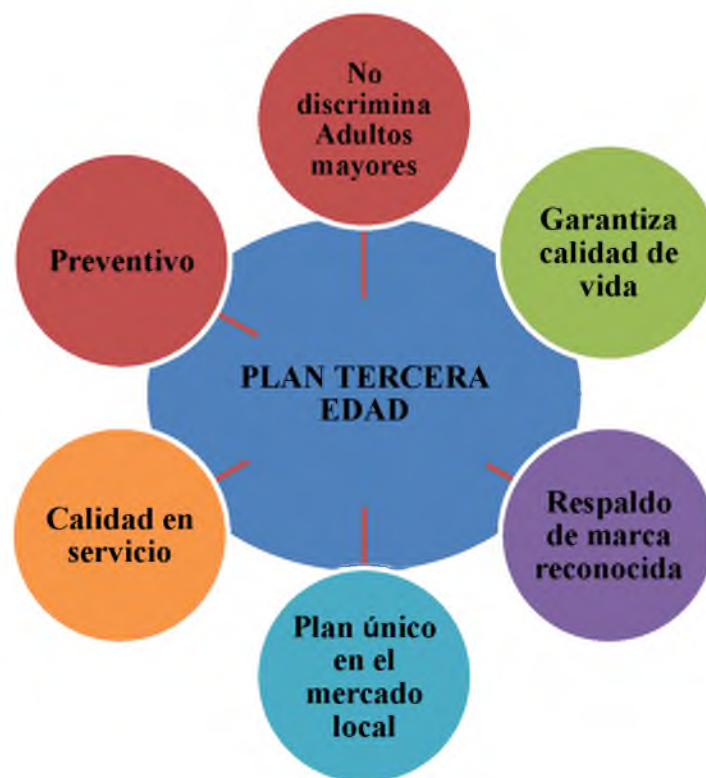 No
discrimina
Adultos
mayores
Garantiza
calidad de
vida
Preventivo
PLAN TERCERA
EDAD
Calidad en
servicio
Respaldo
de marca
reconocida
Plan único
en el
mercado
local